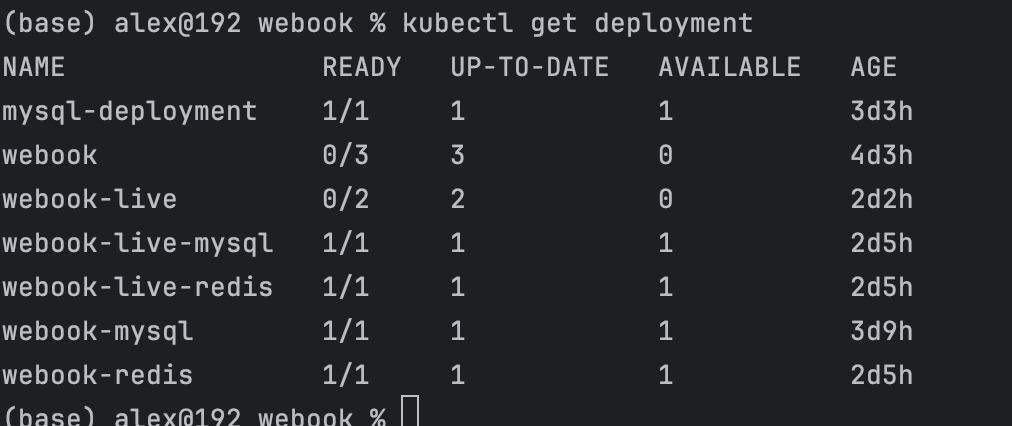 (base) alex@192 webook % kubectl get deployment
NAME                READY   UP-TO-DATE   AVAILABLE   AGE
mysql-deployment    1/1     1            1           3d3h
webook              0/3     3            0           4d3h
webook-live         0/2     2            0           2d2h
webook-live-mysql   1/1     1            1           2d5h
webook-live-redis   1/1     1            1           2d5h
webook-mysql        1/1     1            1           3d9h
webook-redis        1/1     1            1           2d5h
(base) alex@192 webook %